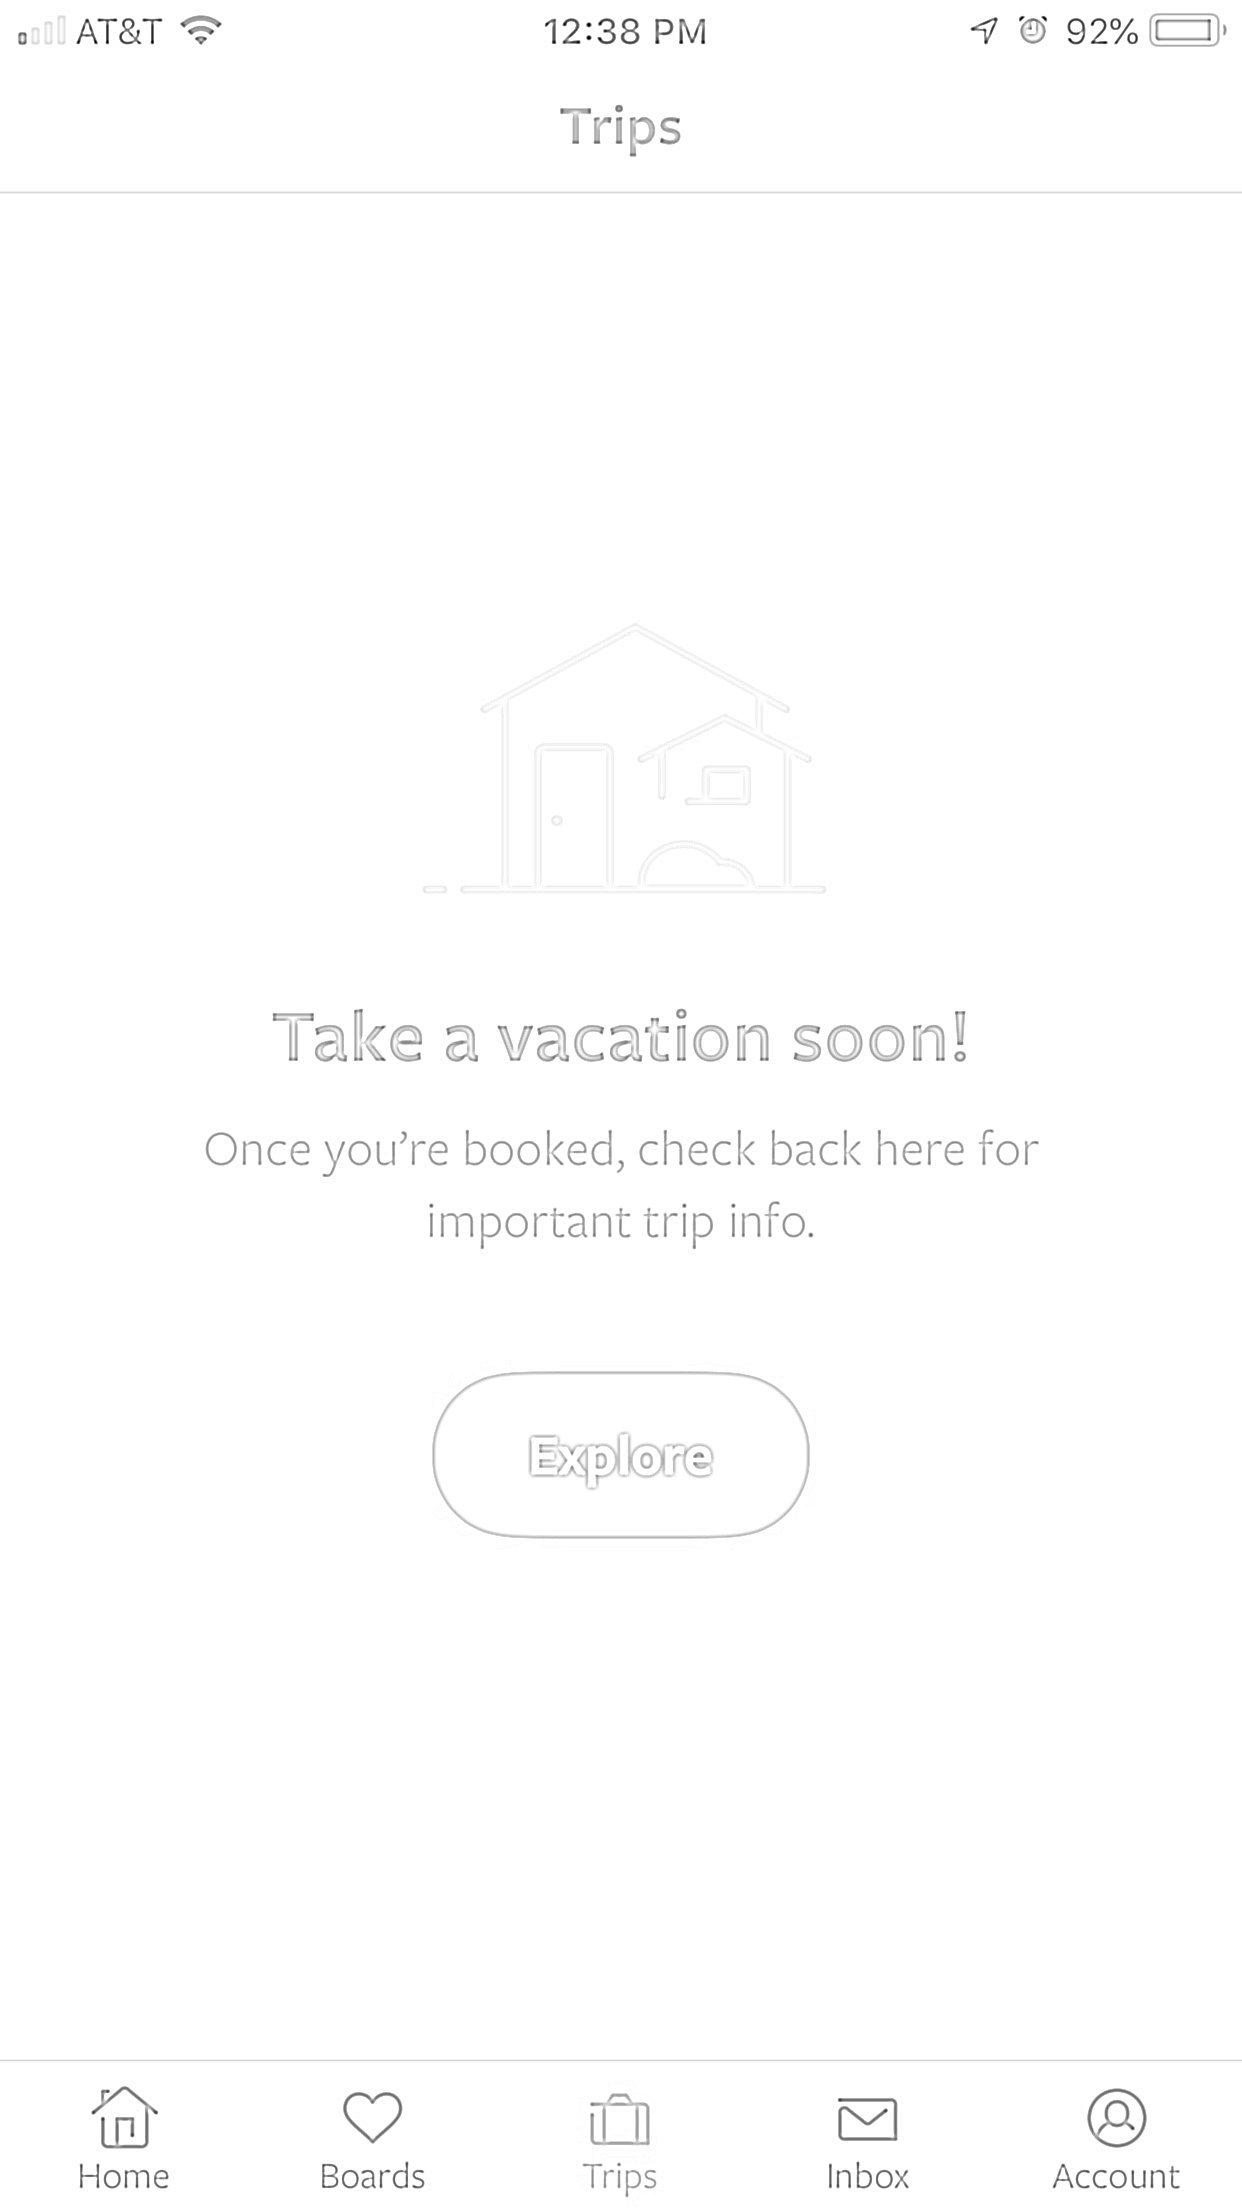 AT&T 12:38 PM 92%
Trips
Take a vacation soon!
Once you’re booked, check back here for
important trip info.
Explore
Home Boards Trips Inbox Account